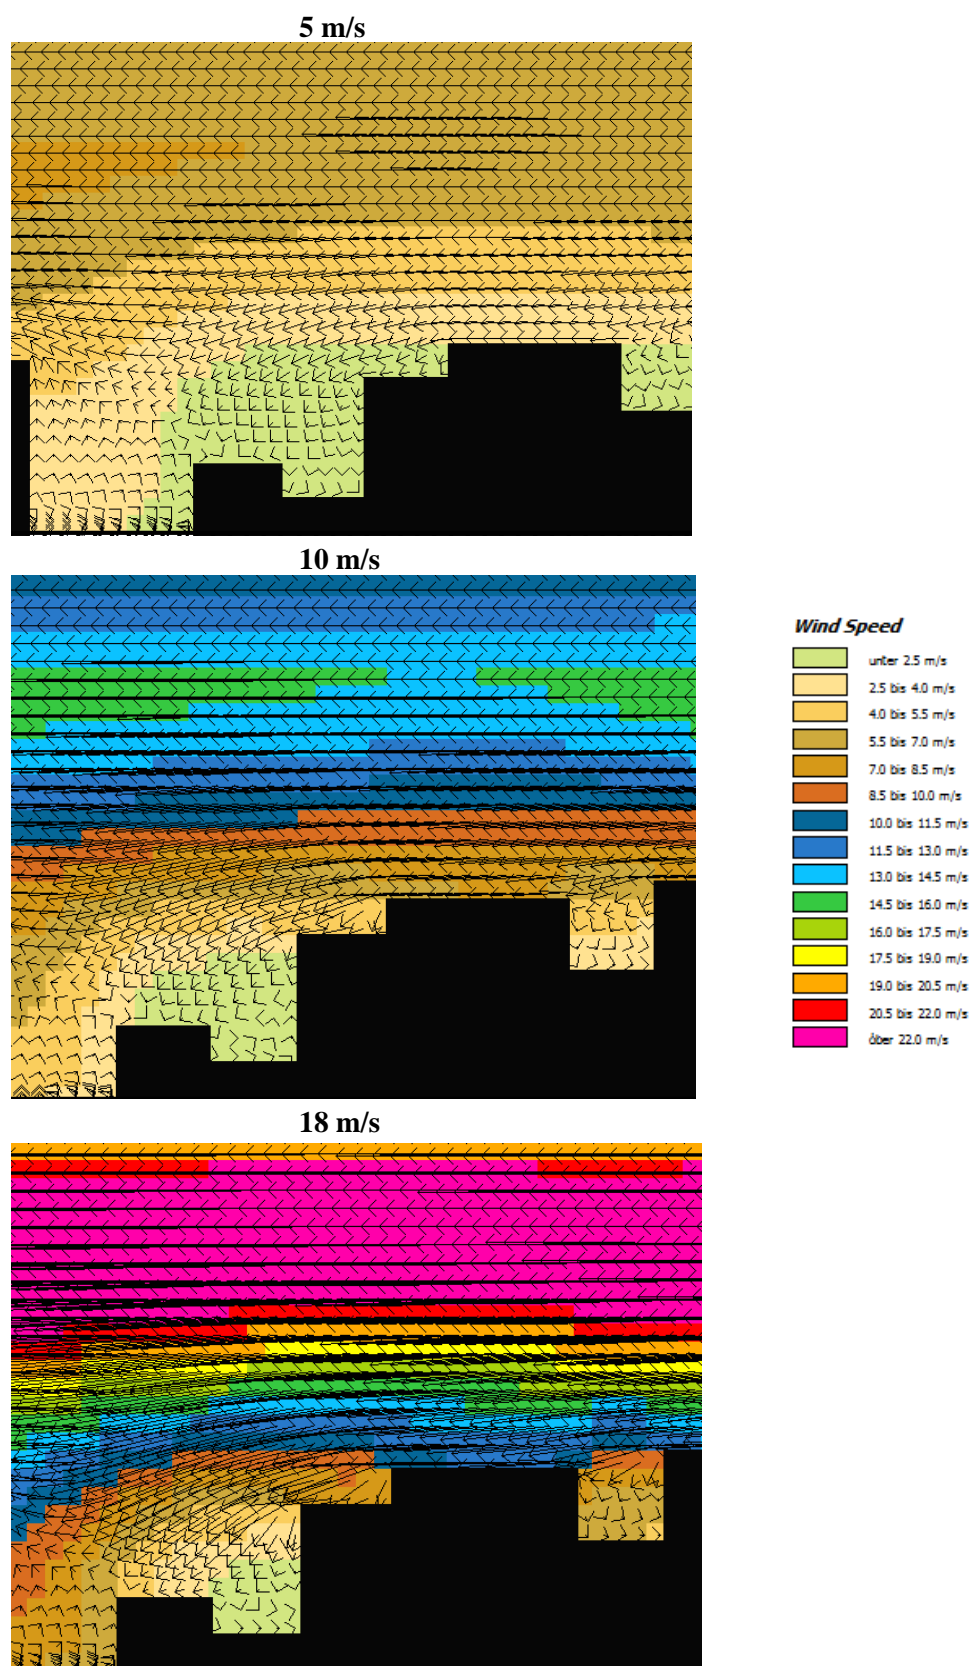 5 m/s
10 m/s
Wind Speed
unter 2.5 m/s
2.5 bis 4.0 m/s
4.0 bis 5.5 m/s
5.5 bis 7.0 m/s
7.0 bis 8.5 m/s
8.5 bis 10.0 m/s
10.0 bis 11.5 m/s
11.5 bis 13.0 m/s
13.0 bis 14.5 m/s
14.5 bis 16.0 m/s
16.0 bis 17.5 m/s
17.5 bis 19.0 m/s
19.0 bis 20.5 m/s
20.5 bis 22.0 m/s
öber 22.0 m/s
18 m/s